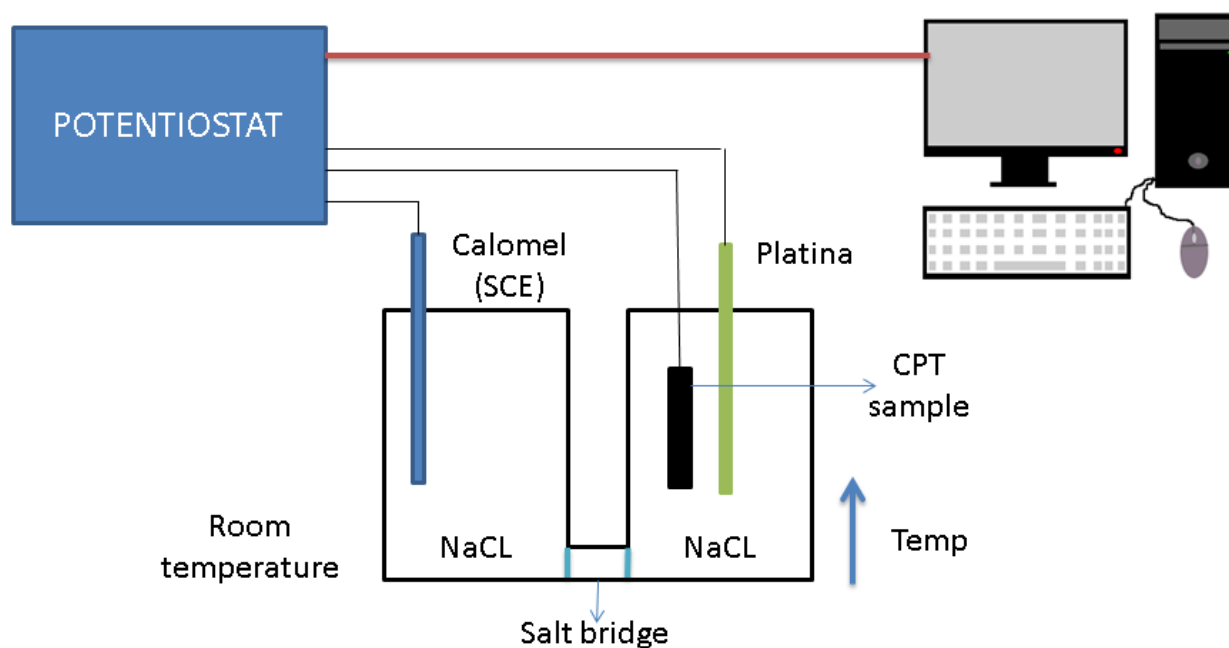 POTENTIOSTAT
Calomel
(SCE)
Platina
CPT
sample
Room
temperature
NaCL
NaCL
Temp
Salt bridge